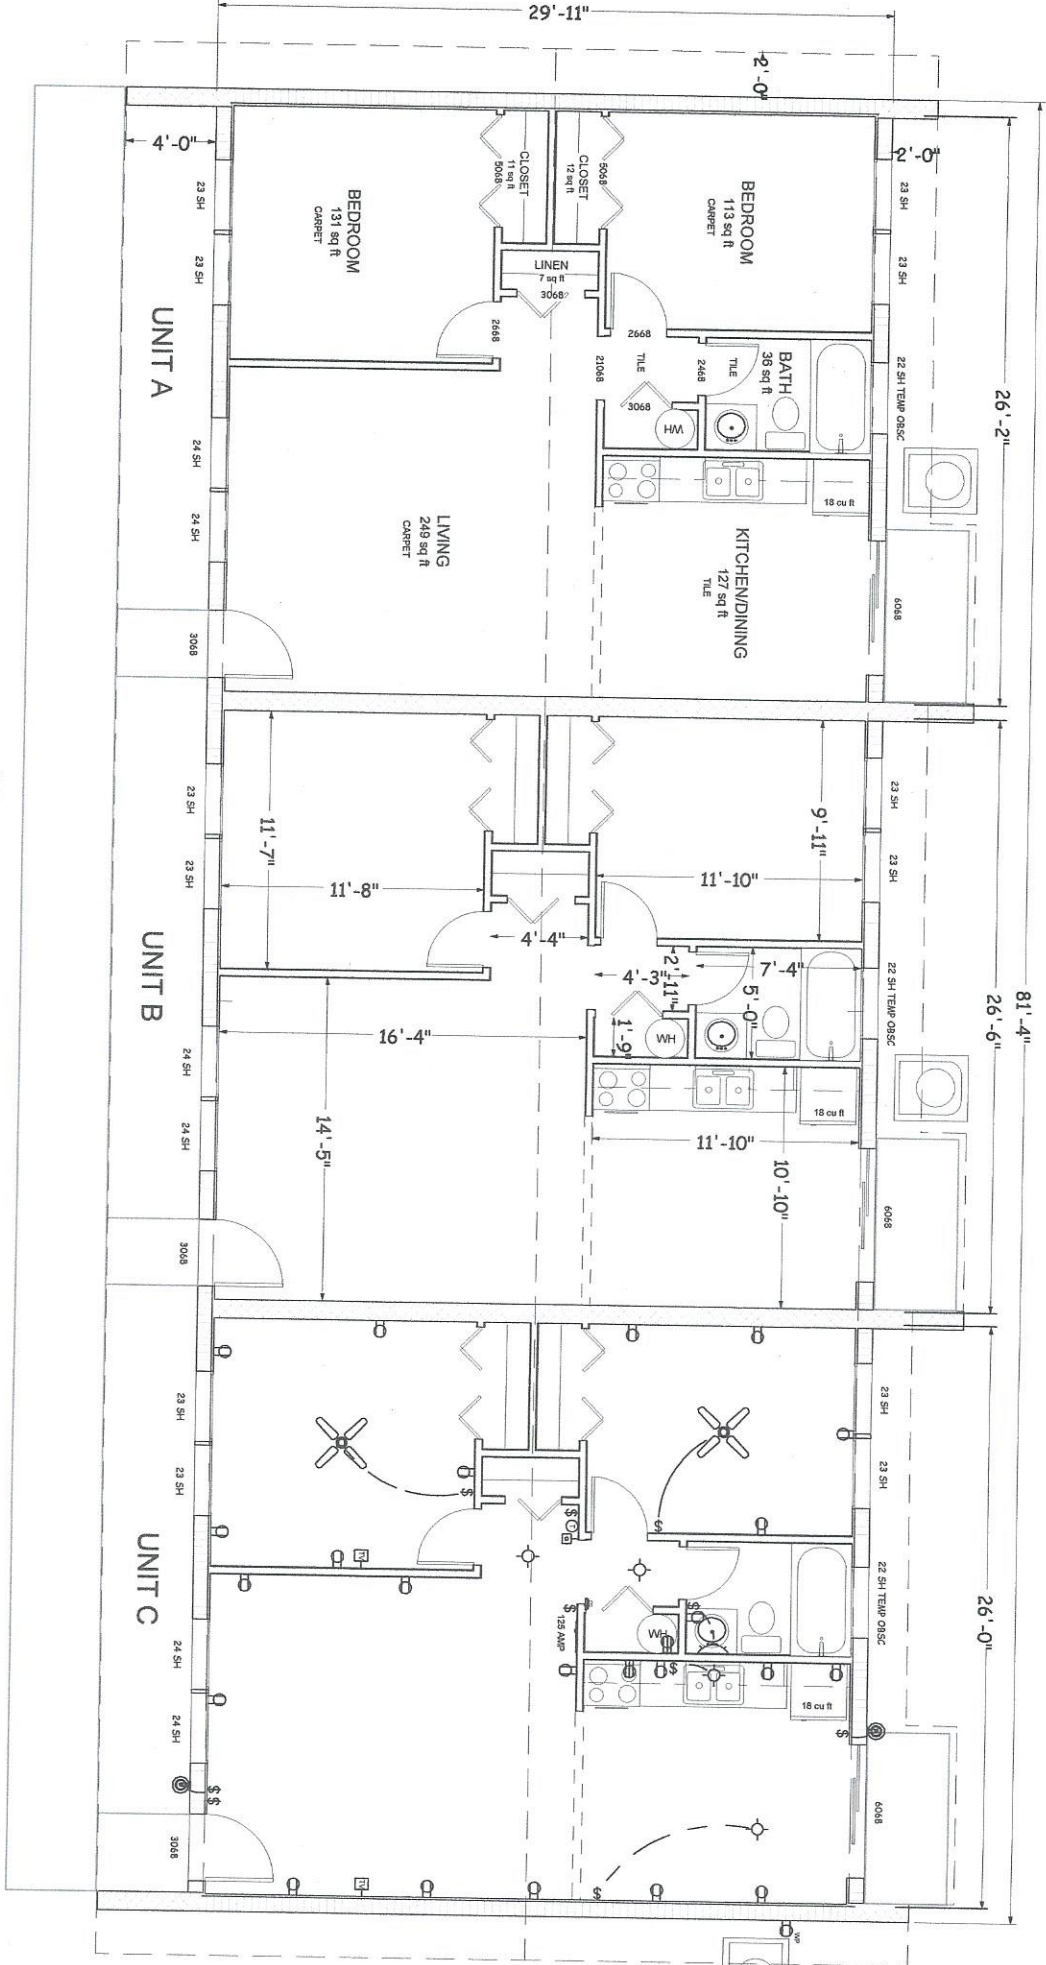 29'-11"
2'-0"
4'-0"
2'-0"
23 SH
23 SH
BEDROOM
131 sq ft
CARPET
CLOSET
11 sq ft
5068
CLOSET
12 sq ft
5068
BEDROOM
113 sq ft
CARPET
23 SH
23 SH
LINEN
7 sq ft
3068
2668
2668
21068
TILE
3068
2468
TILE
BATH
36 sq ft
WH
22 SH TEMP OBSC
26'-2"
UNIT A
24 SH
24 SH
LIVING
249 sq ft
CARPET
18 cu ft
KITCHEN/DINING
127 sq ft
TILE
6068
3068
23 SH
23 SH
11'-7"
11'-8"
9'-11"
11'-10"
23 SH
23 SH
4'-4"
4'-3"
2'-11"
7'-4"
5'-0"
1'-9"
WH
22 SH TEMP OBSC
26'-6"
81'-4"
UNIT B
16'-4"
24 SH
24 SH
14'-5"
18 cu ft
11'-10"
10'-10"
6068
3068
23 SH
23 SH
23 SH
23 SH
$
$
$
T
TV
$
$
125 AMP
WH
$
22 SH TEMP OBSC
26'-0"
UNIT C
24 SH
24 SH
18 cu ft
$
$$
6068
3068
TV
$
WP